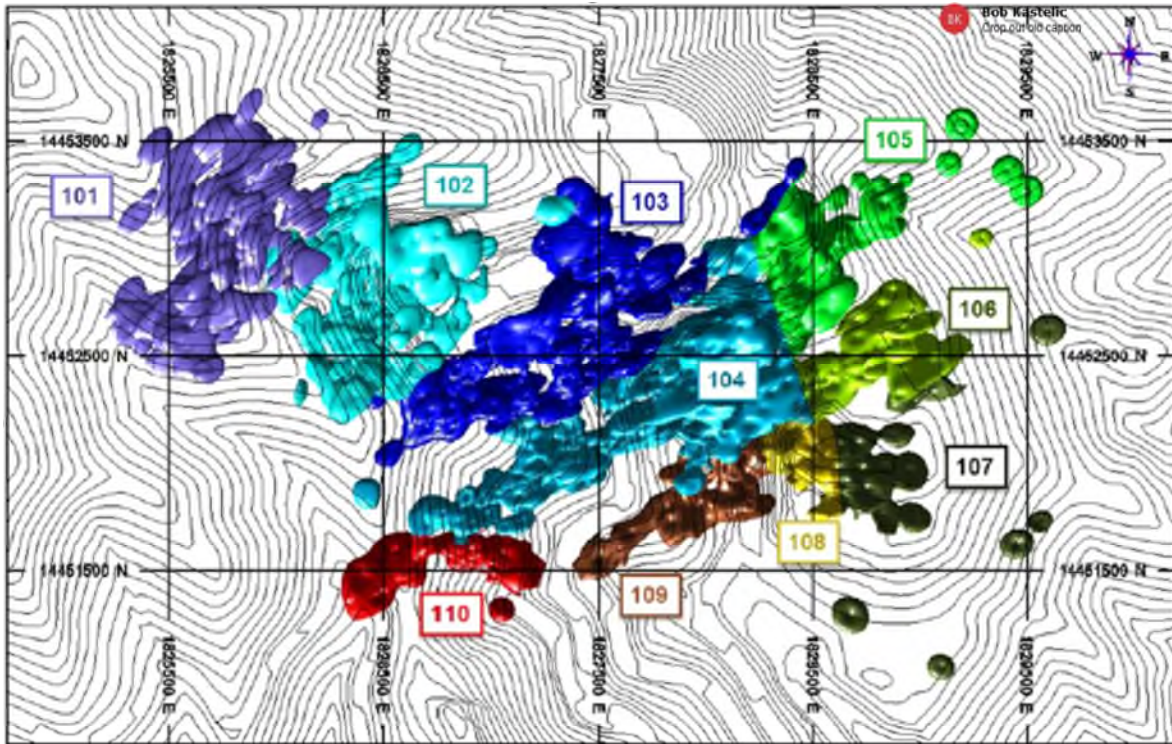 BK
Bob Kastelic
Crop out old caption
N
W E
S
1825500 E
1826500 E
1827500 E
1828500 E
1829500 E
14453500 N
14453500 N
105
101
102
103
106
14452500 N
14452500 N
104
107
108
14451500 N
14451500 N
109
110
1825500 E
1826500 E
1827500 E
1828500 E
1829500 E